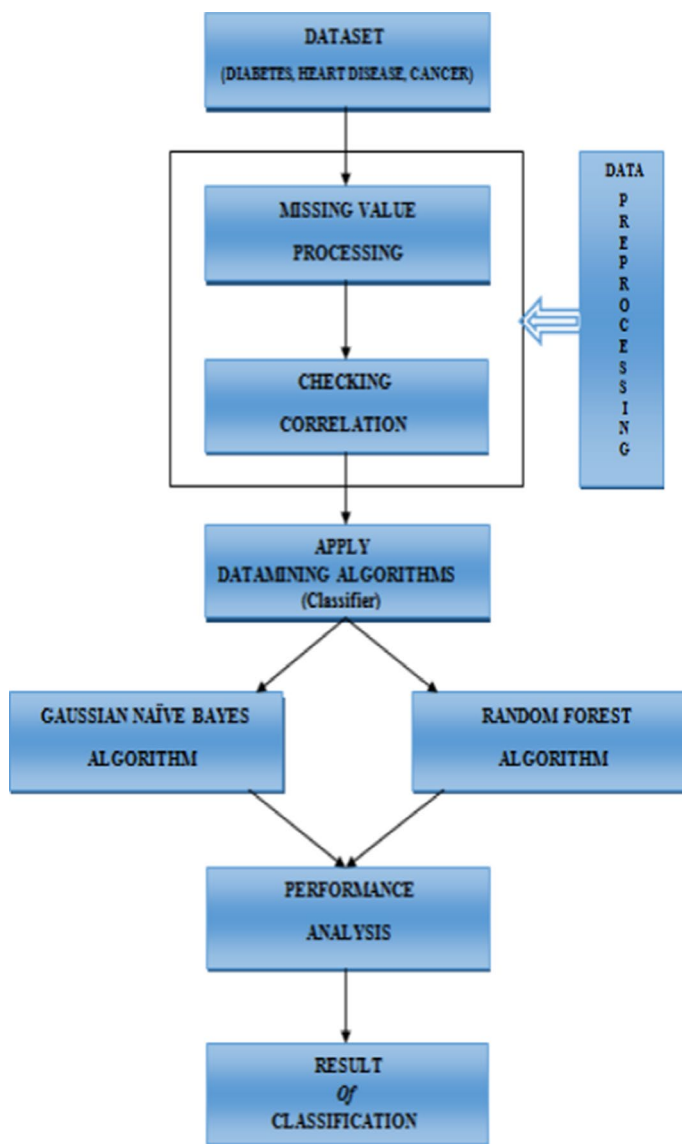 DATASET
(DIABETES, HEART DISEASE, CANCER)
MISSING VALUE
PROCESSING
CHECKING
CORRELATION
DATA
P
R
E
P
R
O
C
E
S
S
I
N
G
APPLY
DATAMINING ALGORITHMS
(Classifier)
GAUSSIAN NAÏVE BAYES
ALGORITHM
RANDOM FOREST
ALGORITHM
PERFORMANCE
ANALYSIS
RESULT
Of
CLASSIFICATION